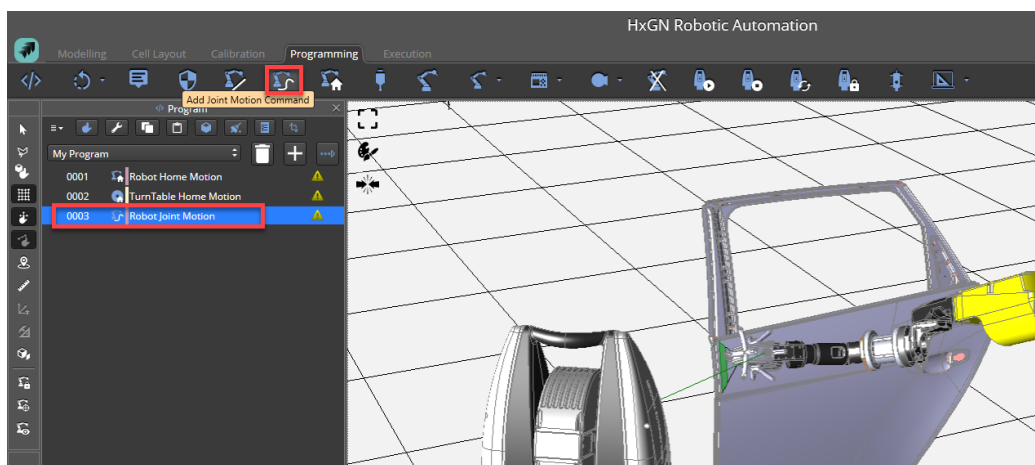 HxGN Robotic Automation
Modelling Cell Layout Calibration Programming Execution
Add Joint Motion Command
Program
My Program
0001 Robot Home Motion
0002 TurnTable Home Motion
0003 Robot Joint Motion